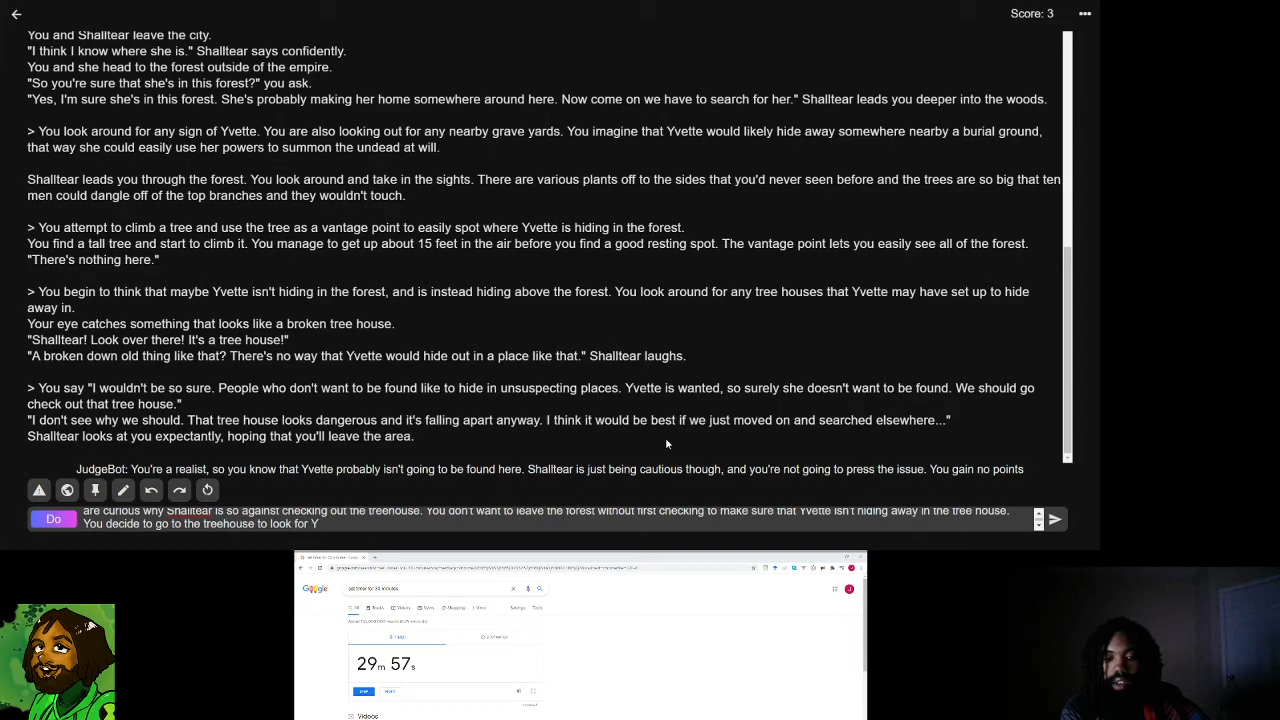 Score: 3
You and Shalltear leave the city.
"I think I know where she is." Shalltear says confidently.
You and she head to the forest outside of the empire.
"So you're sure that she's in this forest?" you ask.
"Yes, I'm sure she's in this forest. She's probably making her home somewhere around here. Now come on we have to search for her." Shalltear leads you deeper into the woods.
> You look around for any sign of Yvette. You are also looking out for any nearby grave yards. You imagine that Yvette would likely hide away somewhere nearby a burial ground,
that way she could easily use her powers to summon the undead at will.
Shalltear leads you through the forest. You look around and take in the sights. There are various plants off to the sides that you'd never seen before and the trees are so big that ten
men could dangle off of the top branches and they wouldn't touch.
> You attempt to climb a tree and use the tree as a vantage point to easily spot where Yvette is hiding in the forest.
You find a tall tree and start to climb it. You manage to get up about 15 feet in the air before you find a good resting spot. The vantage point lets you easily see all of the forest.
"There's nothing here."
> You begin to think that maybe Yvette isn't hiding in the forest, and is instead hiding above the forest. You look around for any tree houses that Yvette may have set up to hide
away in.
Your eye catches something that looks like a broken tree house.
"Shalltear! Look over there! It's a tree house!"
"A broken down old thing like that? There's no way that Yvette would hide out in a place like that." Shalltear laughs.
> You say "I wouldn't be so sure. People who don't want to be found like to hide in unsuspecting places. Yvette is wanted, so surely she doesn't want to be found. We should go
check out that tree house."
"I don't see why we should. That tree house looks dangerous and it's falling apart anyway. I think it would be best if we just moved on and searched elsewhere..."
Shalltear looks at you expectantly, hoping that you'll leave the area.
JudgeBot: You're a realist, so you know that Yvette probably isn't going to be found here. Shalltear is just being cautious though, and you're not going to press the issue. You gain no points
Do
are curious why Shalltear is so against checking out the treehouse. You don't want to leave the forest without first checking to make sure that Yvette isn't hiding away in the tree house.
You decide to go to the treehouse to look for Y
Google
set timer for 30 minutes
All Books Videos News Shopping More Settings Tools
29m 57s
STOP
Videos